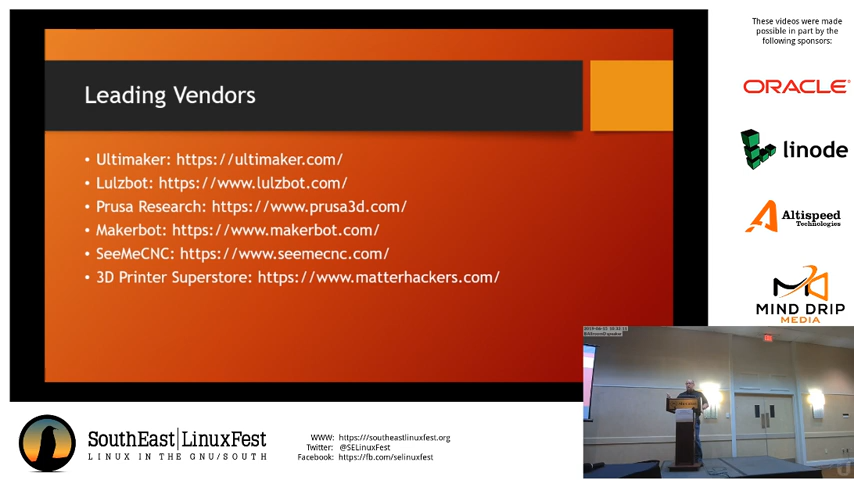 These videos were made
possible in part by the
following sponsors:
ORACLE
linode
Altispeed
Technologies
MIND DRIP
MEDIA
Leading Vendors
• Ultimaker: https://ultimaker.com/
• Lulzbot: https://www.lulzbot.com/
• Prusa Research: https://www.prusa3d.com/
• Makerbot: https://www.makerbot.com/
• SeeMeCNC: https://www.seemecnc.com/
• 3D Printer Superstore: https://www.matterhackers.com/
SouthEast|LinuxFest
LINUX IN THE GNU/SOUTH
WWW: https://southeastlinuxfest.org
Twitter: @SELinuxFest
Facebook: https://fb.com/selinuxfest